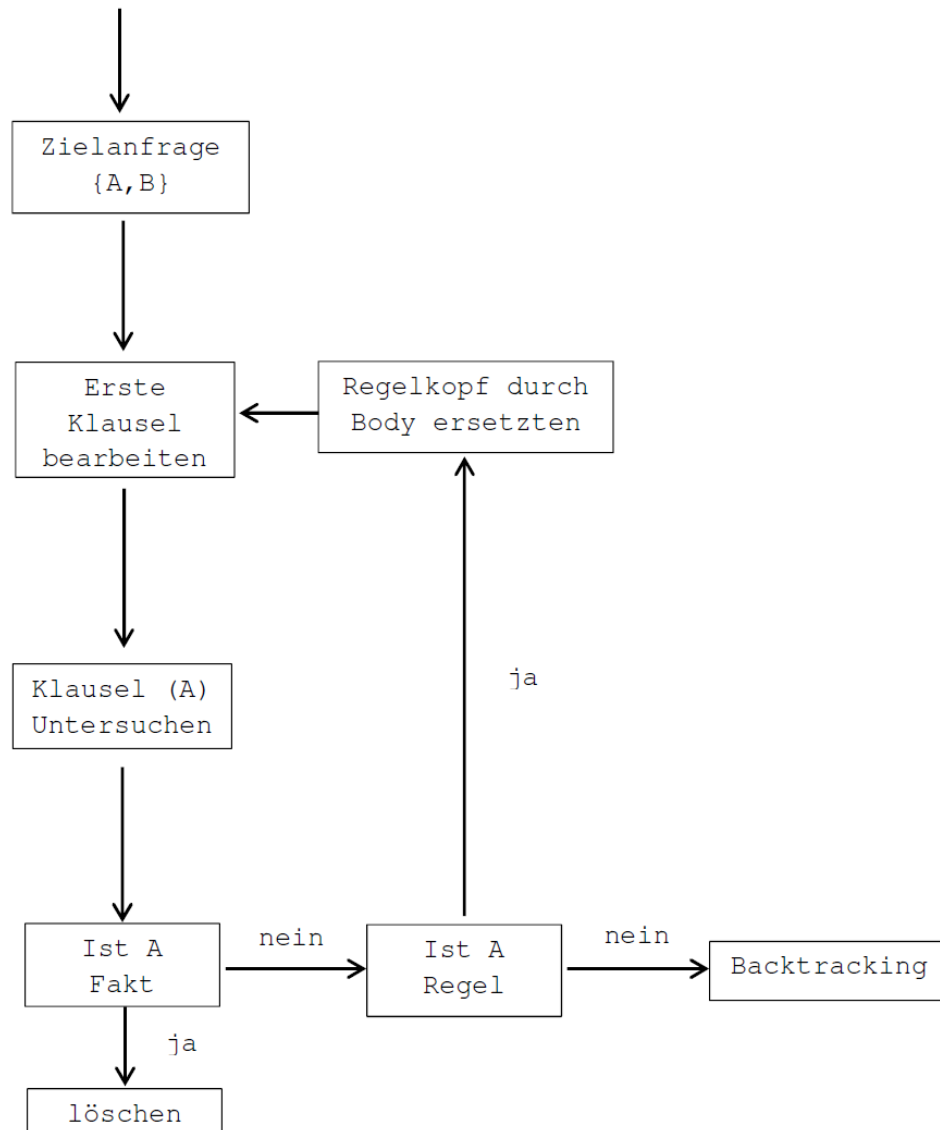 Zielanfrage
{A,B}
Erste
Klausel
bearbeiten
Regelkopf durch
Body ersetzten
Klausel (A)
Untersuchen
ja
Ist A
Fakt
nein
Ist A
Regel
nein
Backtracking
ja
löschen